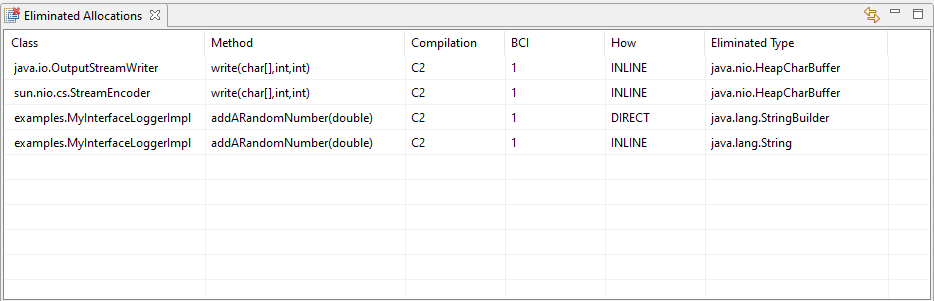 Eliminated Allocations
Class Method Compilation BCI How Eliminated Type
java.io.OutputStreamWriter write(char[],int,int) C2 1 INLINE java.nio.HeapCharBuffer
sun.nio.cs.StreamEncoder write(char[],int,int) C2 1 INLINE java.nio.HeapCharBuffer
examples.MyInterfaceLoggerImpl addARandomNumber(double) C2 1 DIRECT java.lang.StringBuilder
examples.MyInterfaceLoggerImpl addARandomNumber(double) C2 1 INLINE java.lang.String